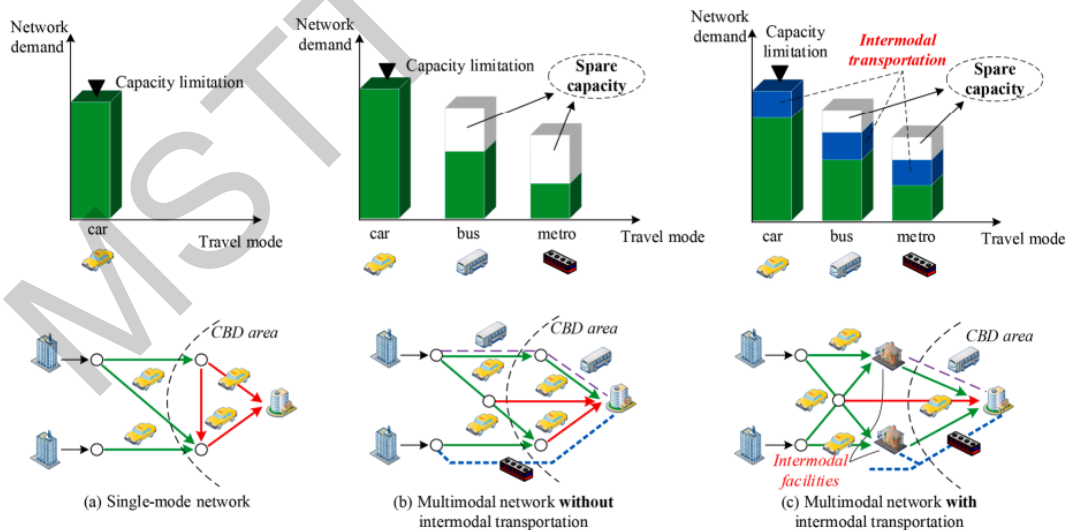 Network
demand
Capacity limitation
car
Travel mode
CBD area
(a) Single-mode network
Network
demand
Capacity limitation
Spare
capacity
car
bus
metro
Travel mode
CBD area
(b) Multimodal network without
intermodal transportation
Network
demand
Capacity
limitation
Intermodal
transportation
Spare
capacity
car
bus
metro
Travel mode
CBD area
Intermodal
facilities
(c) Multimodal network with
intermodal transportation